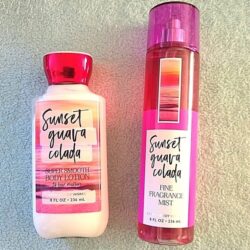 Sunset
guava
colada
SUPER SMOOTH
BODY LOTION
8 FL OZ - 236 mL
Sunset
guava
colada
FINE
FRAGRANCE
MIST
8 FL OZ - 236 mL